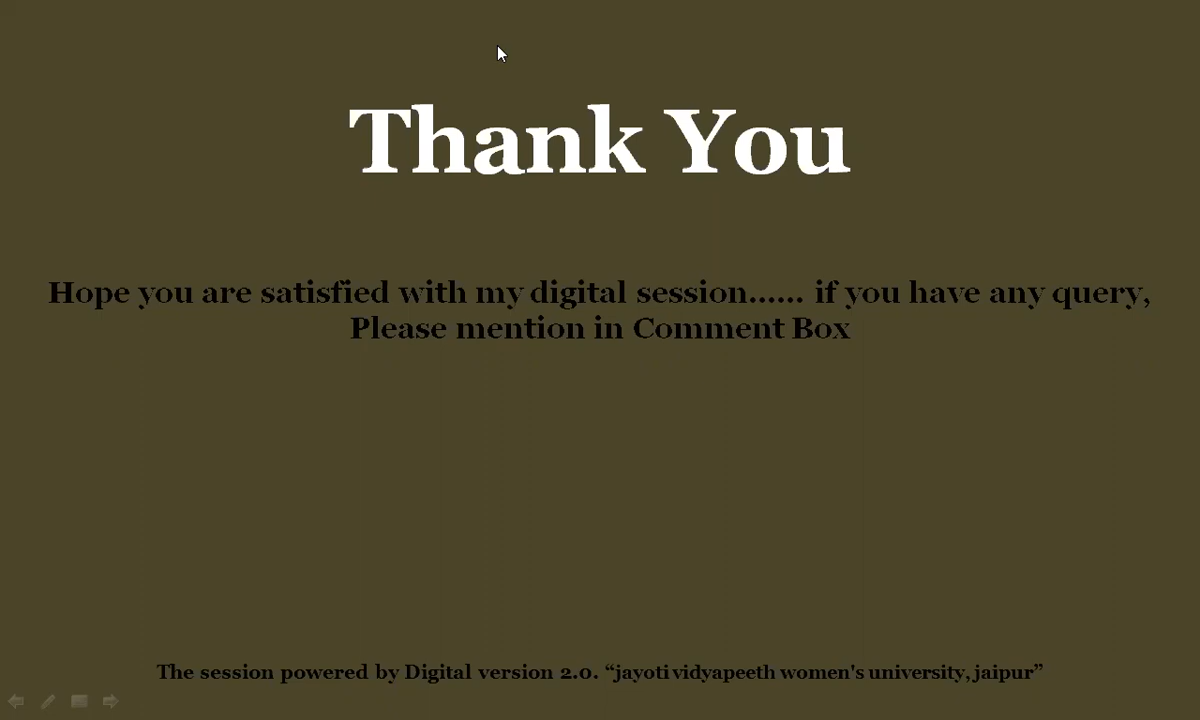 Thank You
Hope you are satisfied with my digital session...... if you have any query,
Please mention in Comment Box
The session powered by Digital version 2.0. “jayoti vidyapeeth women's university, jaipur”